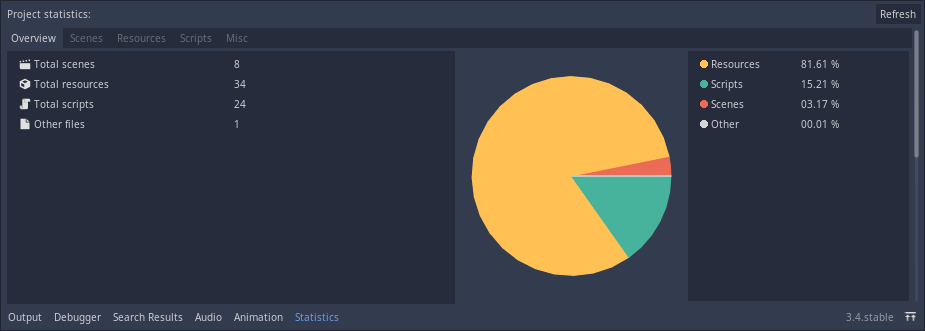 Project statistics:
Refresh
Overview Scenes Resources Scripts Misc
Total scenes 8
Total resources 34
Total scripts 24
Other files 1
Resources 81.61 %
Scripts 15.21 %
Scenes 03.17 %
Other 00.01 %
Output Debugger Search Results Audio Animation Statistics 3.4.stable